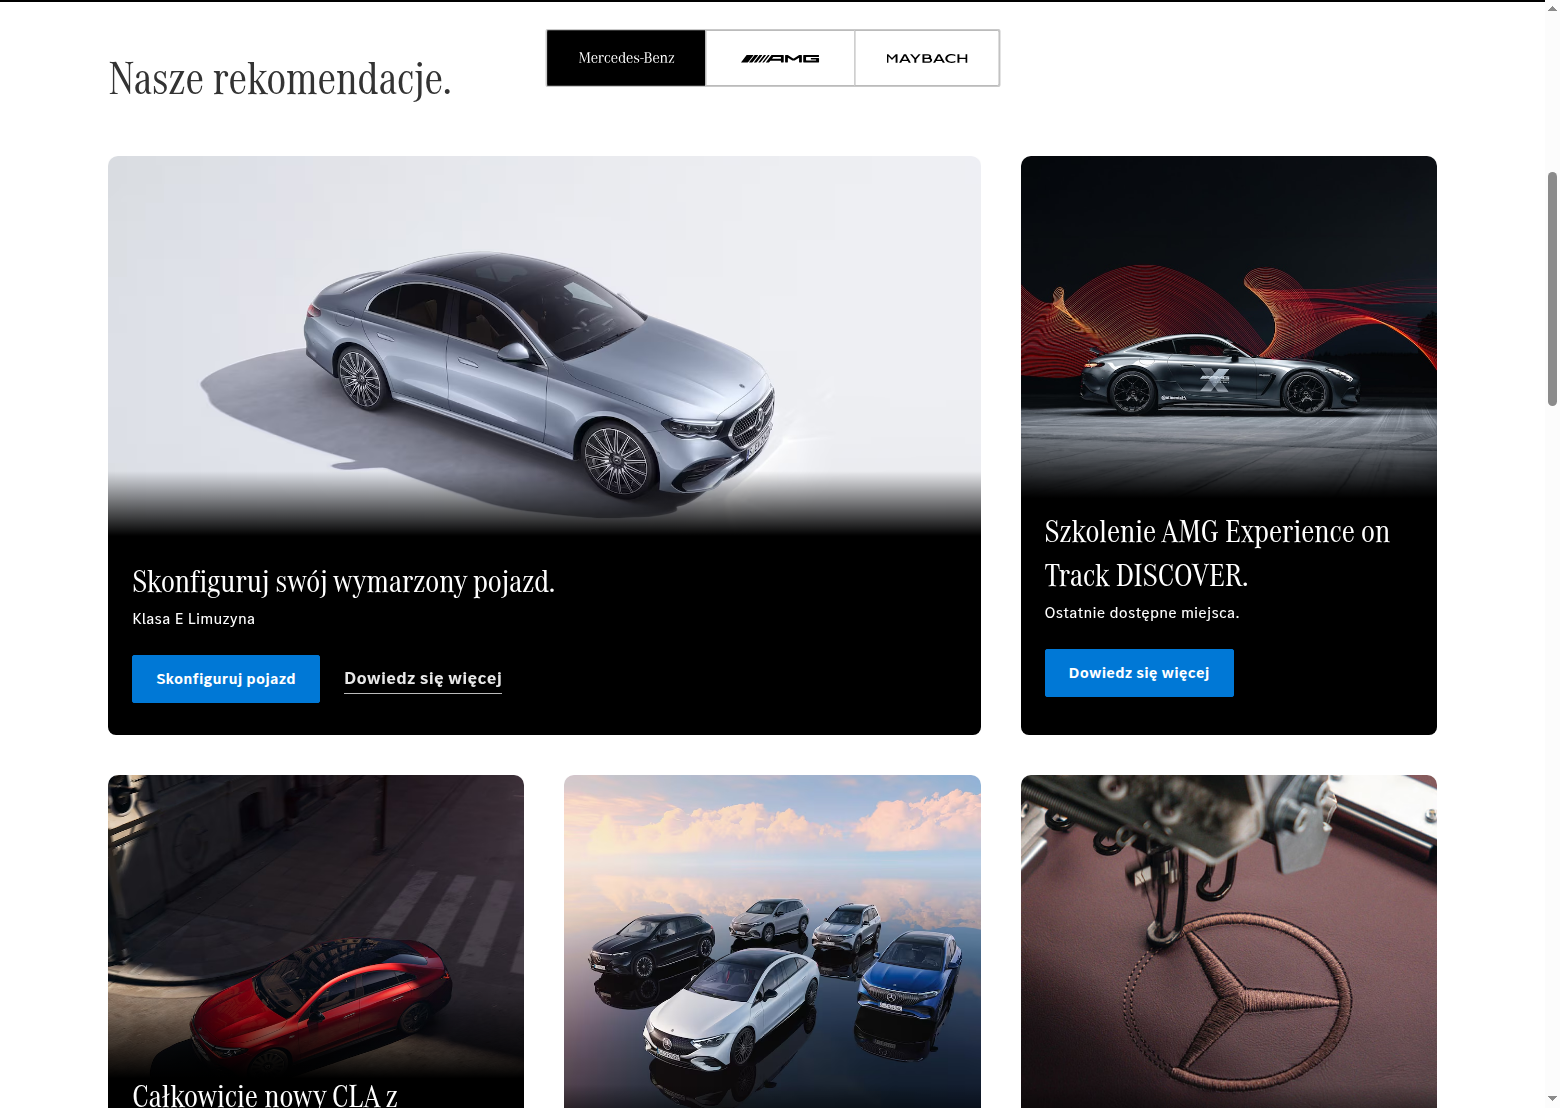 Nasze rekomendacje.
Mercedes-Benz
AMG
MAYBACH
Skonfiguruj swój wymarzony pojazd.
Klasa E Limuzyna
Skonfiguruj pojazd
Dowiedz się więcej
Szkolenie AMG Experience on
Track DISCOVER.
Ostatnie dostępne miejsca.
Dowiedz się więcej
Całkowicie nowy CLA z